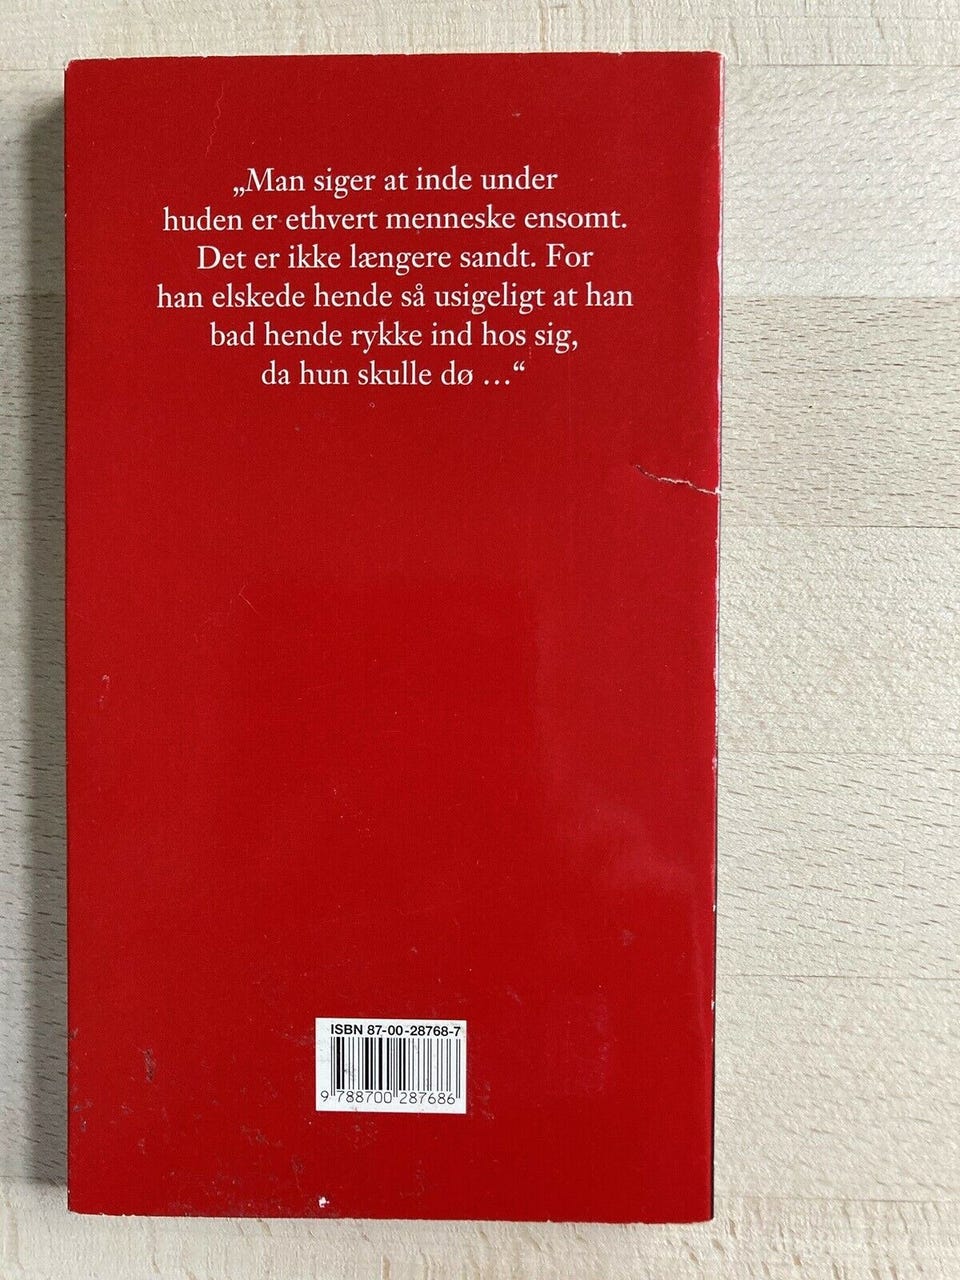 „Man siger at inde under
huden er ethvert menneske ensomt.
Det er ikke længere sandt. For
han elskede hende så usigeligt at han
bad hende rykke ind hos sig,
da hun skulle dø ...“
ISBN 87-00-28768-7
9 788700 287686